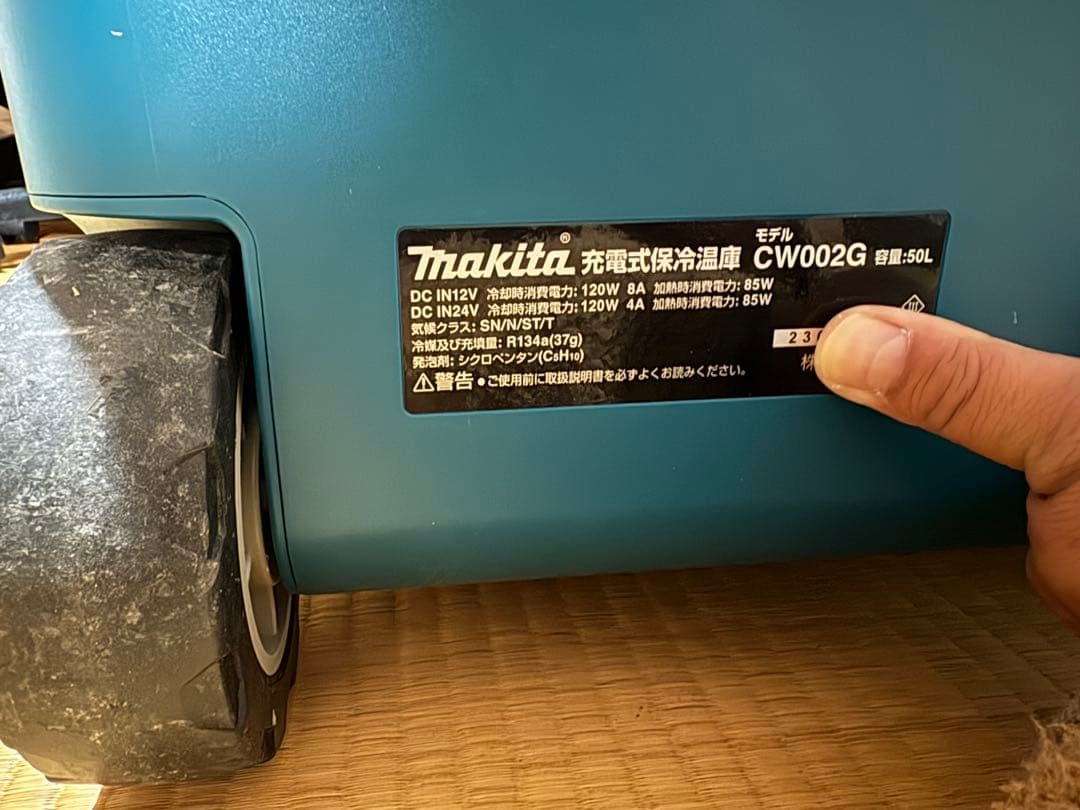 makita® 充電式保冷温庫 モデル CW002G 容量:50L
DC IN12V 冷却時消費電力: 120W 8A 加熱時消費電力: 85W
DC IN24V 冷却時消費電力: 120W 4A 加熱時消費電力: 85W
気候クラス: SN/N/ST/T
冷媒及び充填量: R134a(37g)
発泡剤: シクロペンタン(C5H10)
⚠警告 ●ご使用前に取扱説明書を必ずよくお読みください。
230
株